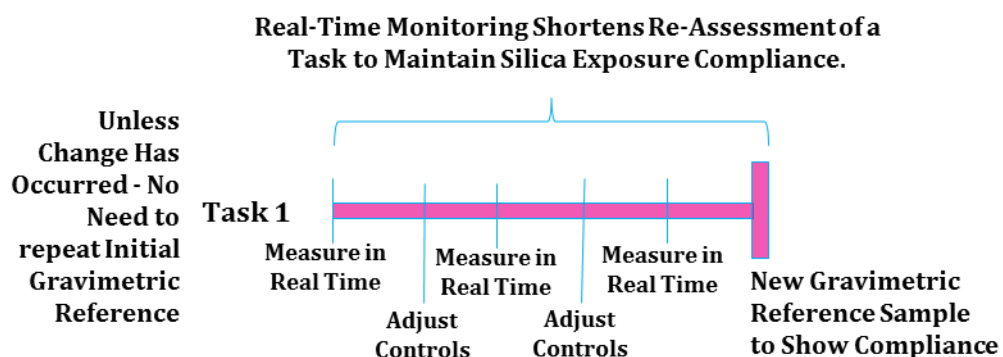 Real-Time Monitoring Shortens Re-Assessment of a
Task to Maintain Silica Exposure Compliance.
Unless
Change Has
Occurred - No
Need to
repeat Initial
Gravimetric
Reference
Task 1
Measure in
Real Time
Adjust
Controls
Measure in
Real Time
Adjust
Controls
Measure in
Real Time
New Gravimetric
Reference Sample
to Show Compliance